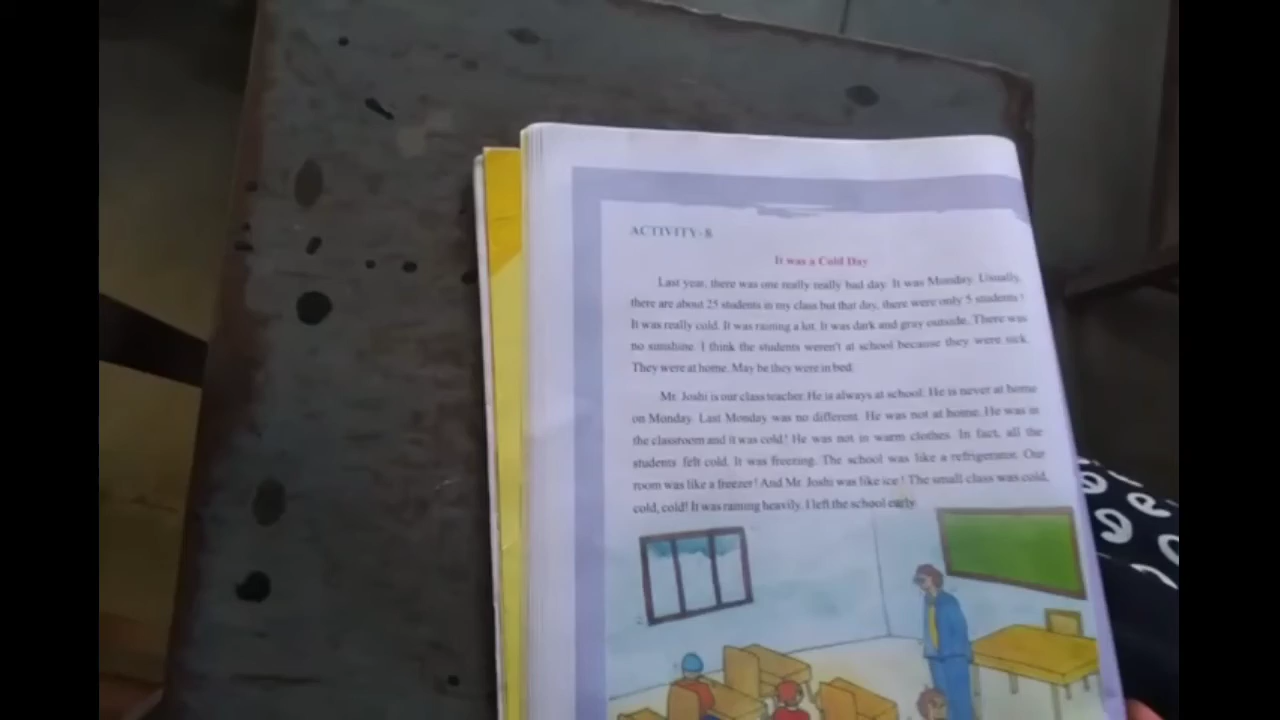 ACTIVITY-8
It was a Cold Day
Last year, there was one really really bad day. It was Monday. Usually,
there are about 25 students in my class but that day, there were only 5 students !
It was really cold. It was raining a lot. It was dark and gray outside. There was
no sunshine. I think the students weren't at school because they were sick.
They were at home. May be they were in bed.
Mr. Joshi is our class teacher. He is always at school. He is never at home
on Monday. Last Monday was no different. He was not at home. He was in
the classroom and it was cold! He was not in warm clothes. In fact, all the
students felt cold. It was freezing. The school was like a refrigerator. Our
room was like a freezer! And Mr. Joshi was like ice ! The small class was cold,
cold, cold! It was raining heavily. I left the school early.